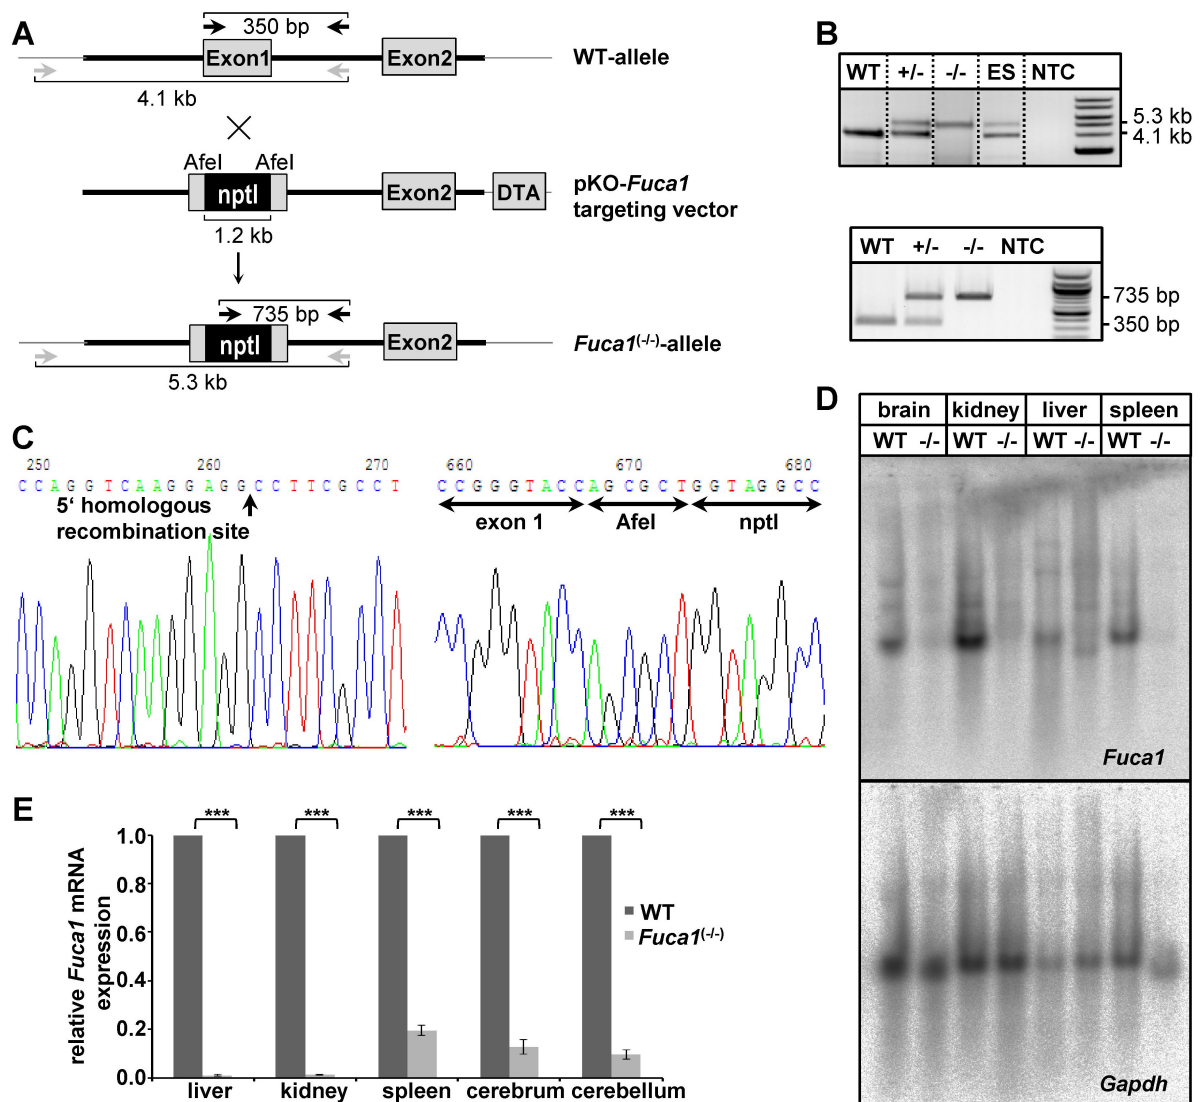 A
350 bp
Exon1
Exon2
WT-allele
4.1 kb
AfeI AfeI
nptI
Exon2
DTA
pKO-Fuca1
targeting vector
1.2 kb
735 bp
nptI
Exon2
Fuca1(-/-)-allele
5.3 kb
B
WT +/- -/- ES NTC
5.3 kb
4.1 kb
WT +/- -/- NTC
735 bp
350 bp
C
250 260 270
C C A G G T C A A G G A G G C C T T C G C C T
5‘ homologous
recombination site
660 670 680
C C G G G T A C C A G C G C T G G T A G G C C
exon 1 AfeI nptI
D
brain kidney liver spleen
WT -/- WT -/- WT -/- WT -/-
Fuca1
Gapdh
E
relative Fuca1 mRNA
expression
*** *** *** *** ***
1.0
0.8
0.6
0.4
0.2
0.0
WT
Fuca1(-/-)
liver kidney spleen cerebrum cerebellum